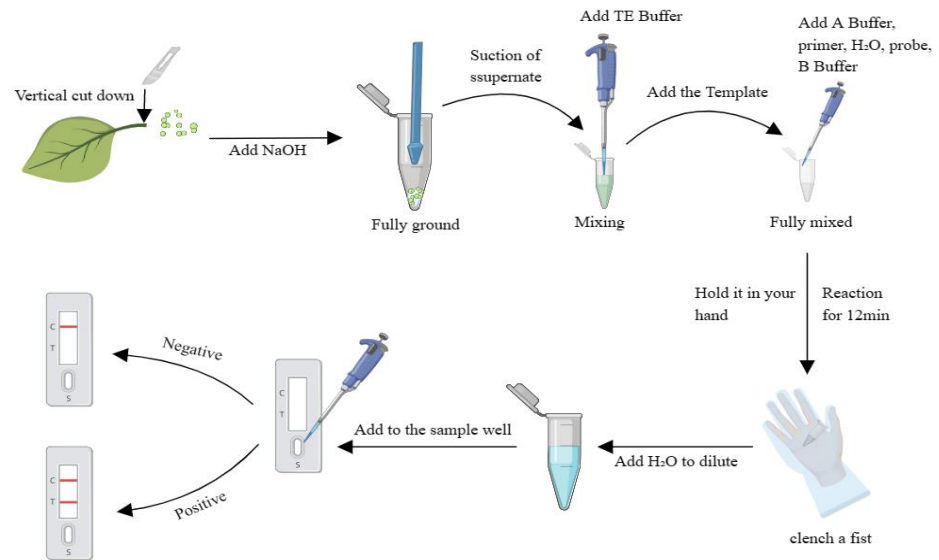 Add TE Buffer
Add A Buffer,
primer, H₂O, probe,
B Buffer
Suction of
ssupernate
Vertical cut down
Add the Template
Add NaOH
Fully ground
Mixing
Fully mixed
Hold it in your
hand
Reaction
for 12min
C
T
S
Negative
C
T
S
Add to the sample well
Add H₂O to dilute
C
T
S
Positive
clench a fist